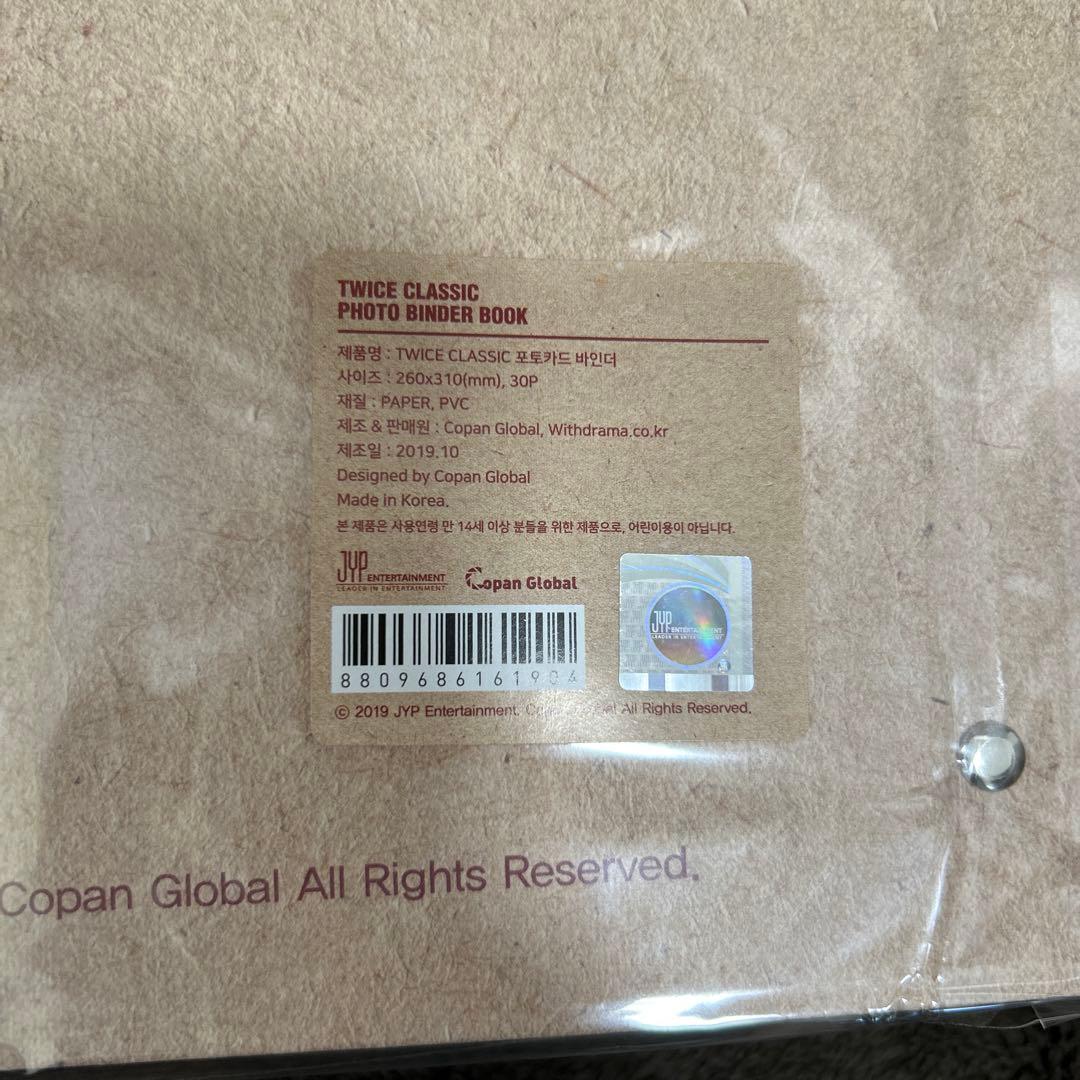 TWICE CLASSIC
PHOTO BINDER BOOK
제품명 : TWICE CLASSIC 포토카드 바인더
사이즈 : 260x310(mm), 30P
재질 : PAPER, PVC
제조 & 판매원 : Copan Global, Withdrama.co.kr
제조일 : 2019.10
Designed by Copan Global
Made in Korea.
본 제품은 사용연령 만 14세 이상 분들을 위한 제품으로, 어린이용이 아닙니다.
JYP ENTERTAINMENT
LEADER IN ENTERTAINMENT
Copan Global
JYP ENTERTAINMENT
LEADER IN ENTERTAINMENT
8809686161904
© 2019 JYP Entertainment. All Rights Reserved.
Copan Global All Rights Reserved.